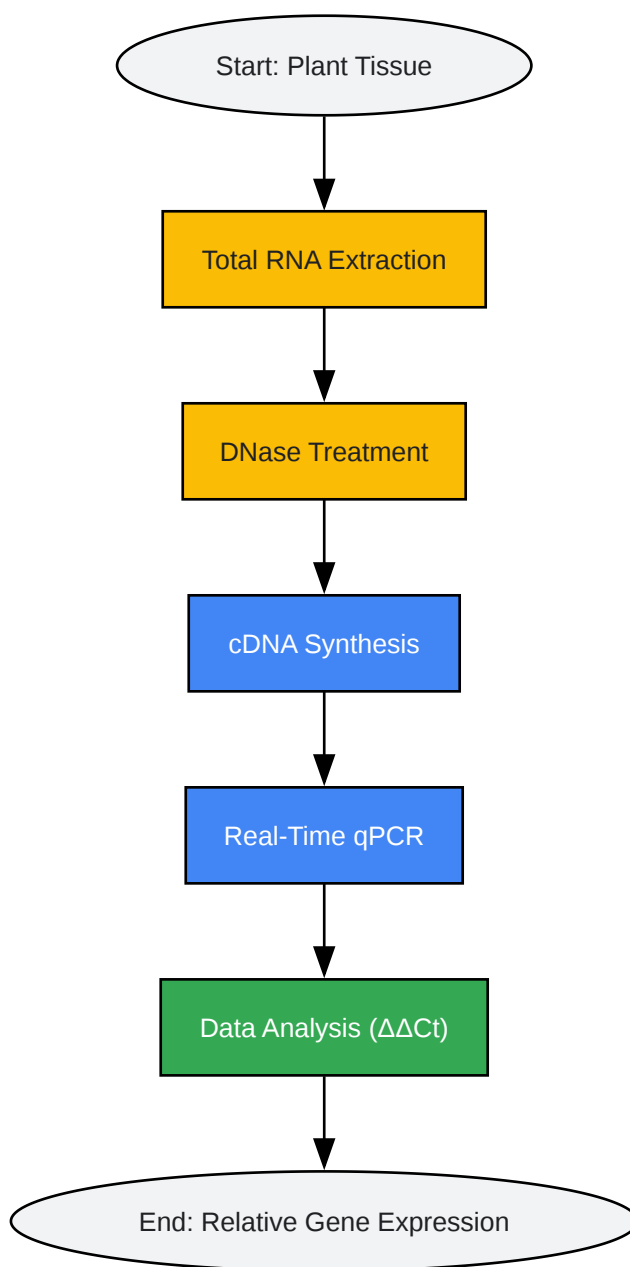 Start: Plant Tissue
Total RNA Extraction
DNase Treatment
cDNA Synthesis
Real-Time qPCR
Data Analysis (ΔΔCt)
End: Relative Gene Expression